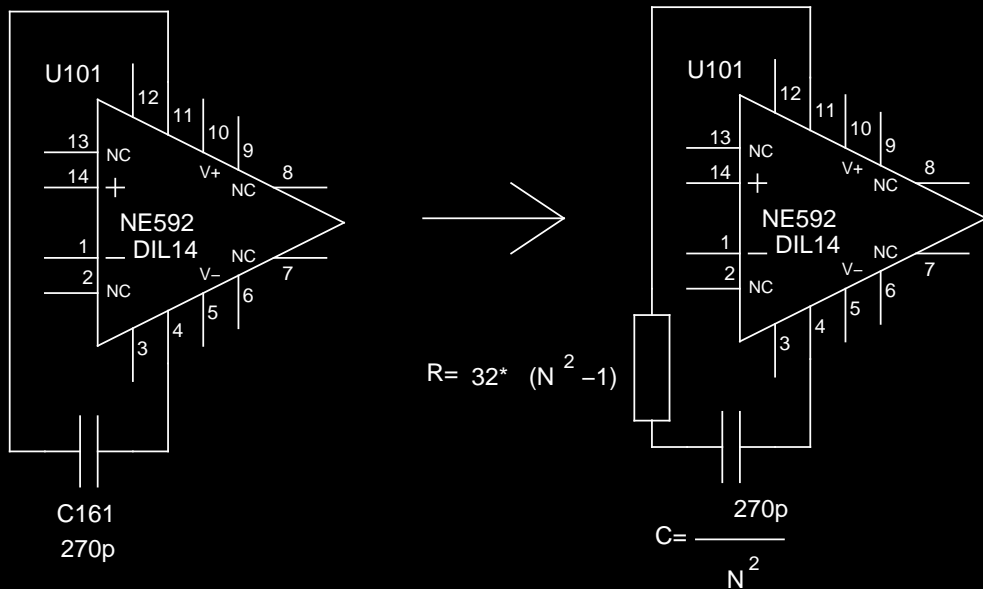 U101
12
11
10
9
13
NC
8
V+
14
+
NC
NE592
DIL14
1
−
NC
V−
7
2
NC
6
5
4
3
C161
270p
U101
12
11
10
9
13
NC
8
V+
14
+
NC
NE592
DIL14
1
−
NC
V−
7
2
NC
6
5
4
3
R= 32* (N 2 −1)
270p
C=
N 2